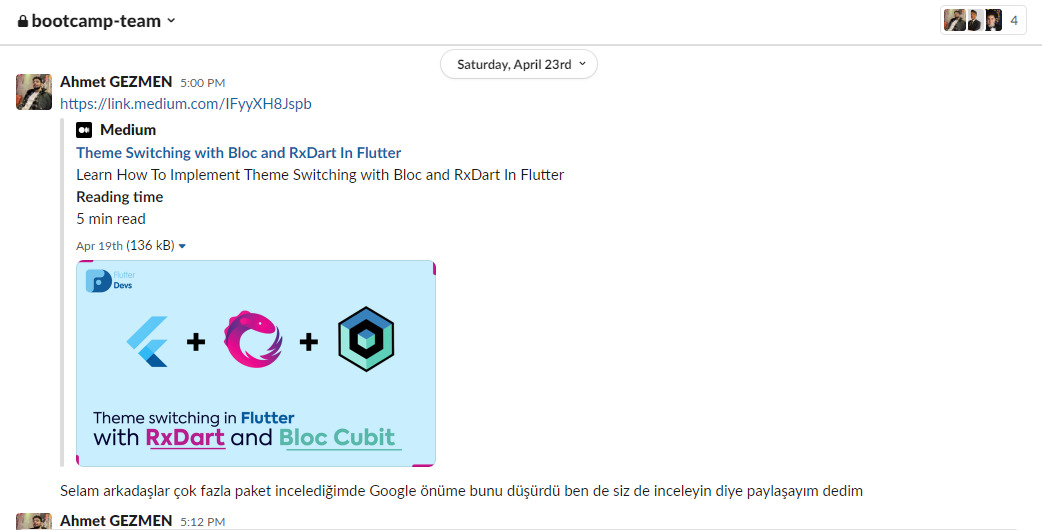 bootcamp-team
4
Saturday, April 23rd
Ahmet GEZMEN 5:00 PM
https://link.medium.com/IFyyXH8Jspb
Medium
Theme Switching with Bloc and RxDart In Flutter
Learn How To Implement Theme Switching with Bloc and RxDart In Flutter
Reading time
5 min read
Apr 19th (136 kB)
Flutter
Devs
Theme switching in Flutter
with RxDart and Bloc Cubit
Selam arkadaşlar çok fazla paket incelediğimde Google önüme bunu düşürdü ben de siz de inceleyin diye paylaşayım dedim
Ahmet GEZMEN 5:12 PM